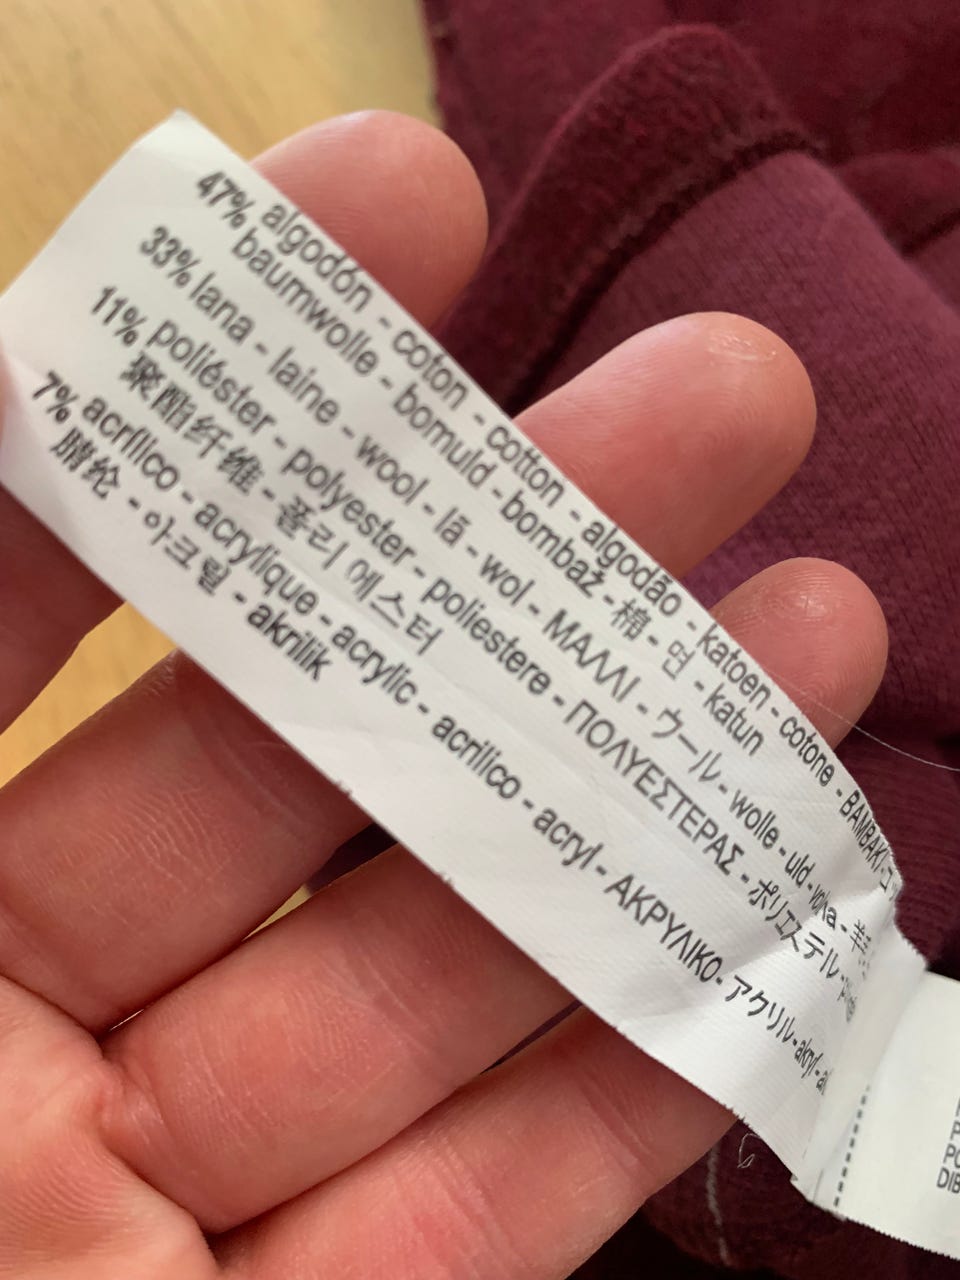 47% algodón - coton - cotton - algodão - katoen - cotone - BAMBAKI -
baumwolle - bomuld - bombaž - 棉 - 면 - katun
33% lana - laine - wool - lã - wol - ΜΑΛΛΙ - ウール - wolle - uld -
11% poliéster - polyester - poliestere - ΠΟΛΥΕΣΤΕΡΑΣ - ポリエステル -
聚酯纤维 - 폴리에스터
7% acrílico - acrylique - acrylic - acrilico - acryl - ΑΚΡΥΛΙΚΟ - アクリル - akryl -
腈纶 - 아크릴 - akrilik
DIB